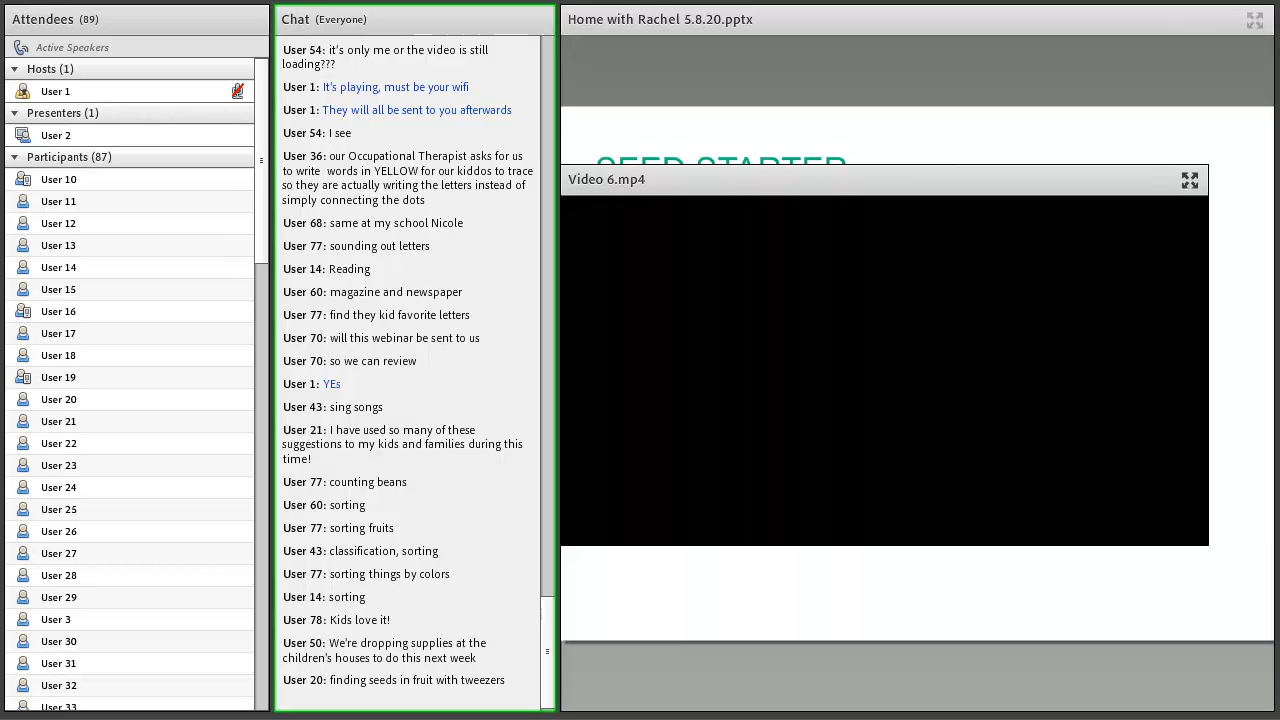 Attendees (89)
Active Speakers
Hosts (1)
User 1
Presenters (1)
User 2
Participants (87)
User 10
User 11
User 12
User 13
User 14
User 15
User 16
User 17
User 18
User 19
User 20
User 21
User 22
User 23
User 24
User 25
User 26
User 27
User 28
User 29
User 3
User 30
User 31
User 32
User 33
Chat (Everyone)
User 54: it's only me or the video is still
loading???
User 1: It's playing, must be your wifi
User 1: They will all be sent to you afterwards
User 54: I see
User 36: our Occupational Therapist asks for us
to write words in YELLOW for our kiddos to trace
so they are actually writing the letters instead of
simply connecting the dots
User 68: same at my school Nicole
User 77: sounding out letters
User 14: Reading
User 60: magazine and newspaper
User 77: find they kid favorite letters
User 70: will this webinar be sent to us
User 70: so we can review
User 1: YEs
User 43: sing songs
User 21: I have used so many of these
suggestions to my kids and families during this
time!
User 77: counting beans
User 60: sorting
User 77: sorting fruits
User 43: classification, sorting
User 77: sorting things by colors
User 14: sorting
User 78: Kids love it!
User 50: We're dropping supplies at the
children's houses to do this next week
User 20: finding seeds in fruit with tweezers
Home with Rachel 5.8.20.pptx
SEED STARTER
Video 6.mp4